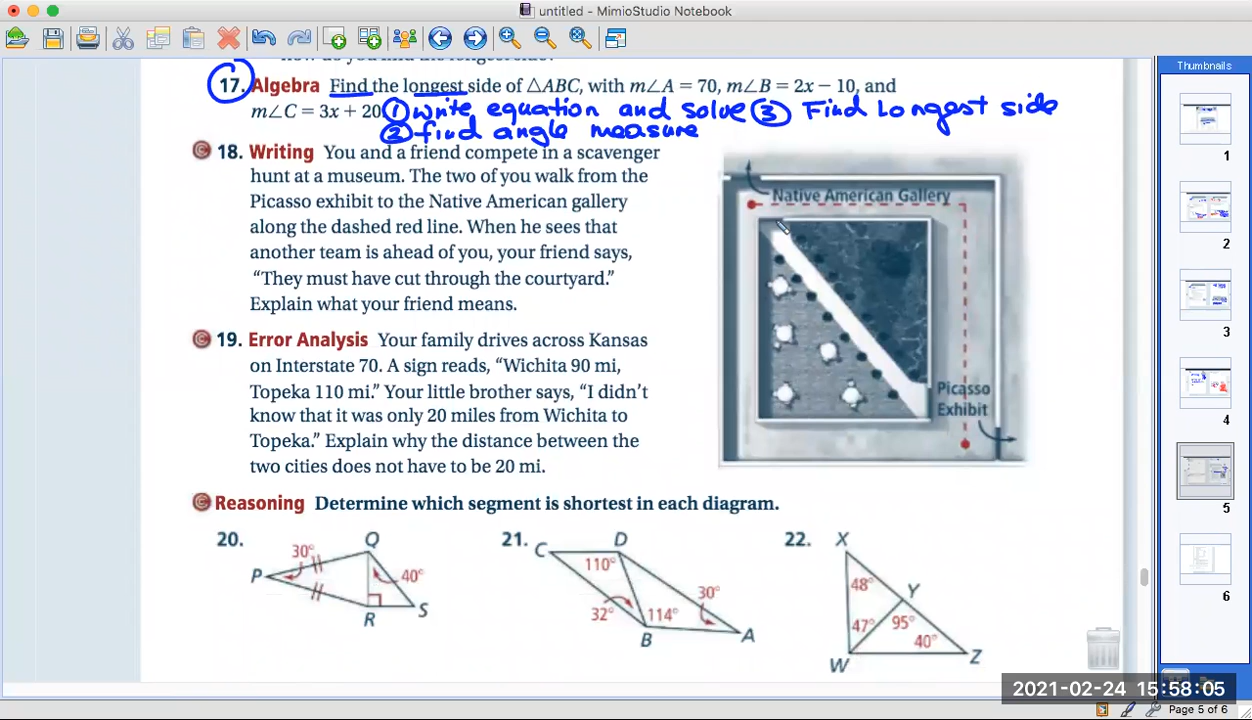 untitled - MimioStudio Notebook
Thumbnails
17. Algebra Find the longest side of △ABC, with m∠A = 70, m∠B = 2x − 10, and
m∠C = 3x + 20 ① write equation and solve ③ Find Longest side
② find angle measure
18. Writing You and a friend compete in a scavenger
hunt at a museum. The two of you walk from the
Picasso exhibit to the Native American gallery
along the dashed red line. When he sees that
another team is ahead of you, your friend says,
“They must have cut through the courtyard.”
Explain what your friend means.
Native American Gallery
Picasso
Exhibit
19. Error Analysis Your family drives across Kansas
on Interstate 70. A sign reads, “Wichita 90 mi,
Topeka 110 mi.” Your little brother says, “I didn’t
know that it was only 20 miles from Wichita to
Topeka.” Explain why the distance between the
two cities does not have to be 20 mi.
Reasoning Determine which segment is shortest in each diagram.
20.
P
30°
Q
40°
R
S
21.
C
D
110°
32°
114°
30°
B
A
22.
X
48°
Y
47°
95°
40°
W
Z
1
2
3
4
5
6
2021-02-24 15:58:05
Page 5 of 6